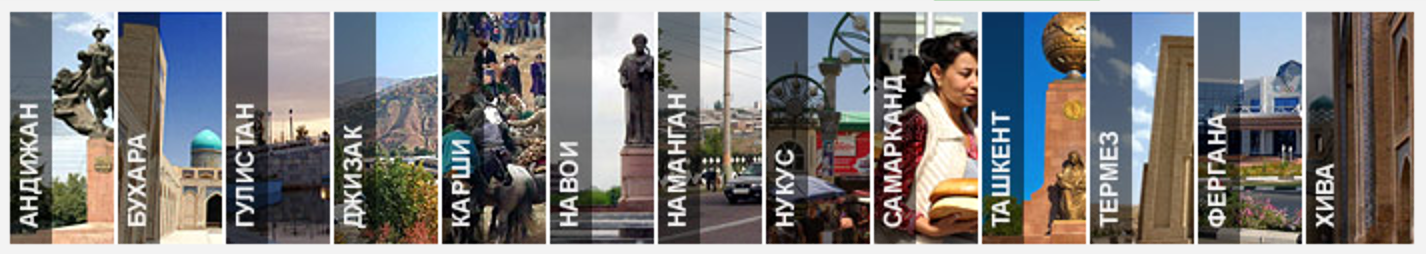 АНДИЖАН
БУХАРА
ГУЛИСТАН
ДЖИЗАК
КАРШИ
НАВОИ
НАМАНГАН
НУКУС
САМАРКАНД
ТАШКЕНТ
ТЕРМЕЗ
ФЕРГАНА
ХИВА